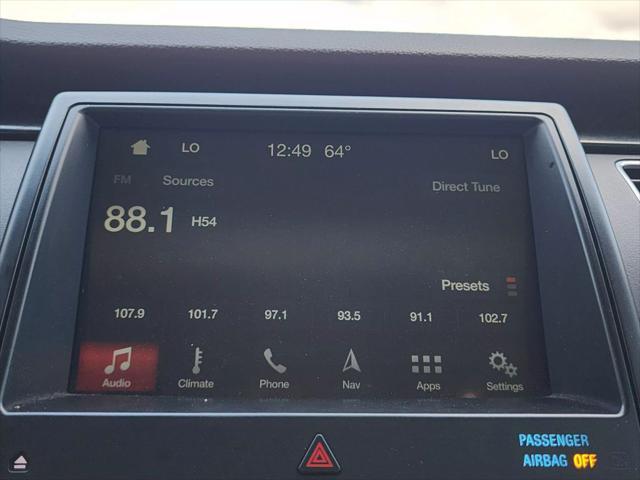 LO 12:49 64° LO
FM Sources Direct Tune
88.1 H54
Presets
107.9 101.7 97.1 93.5 91.1 102.7
Audio Climate Phone Nav Apps Settings
PASSENGER
AIRBAG OFF